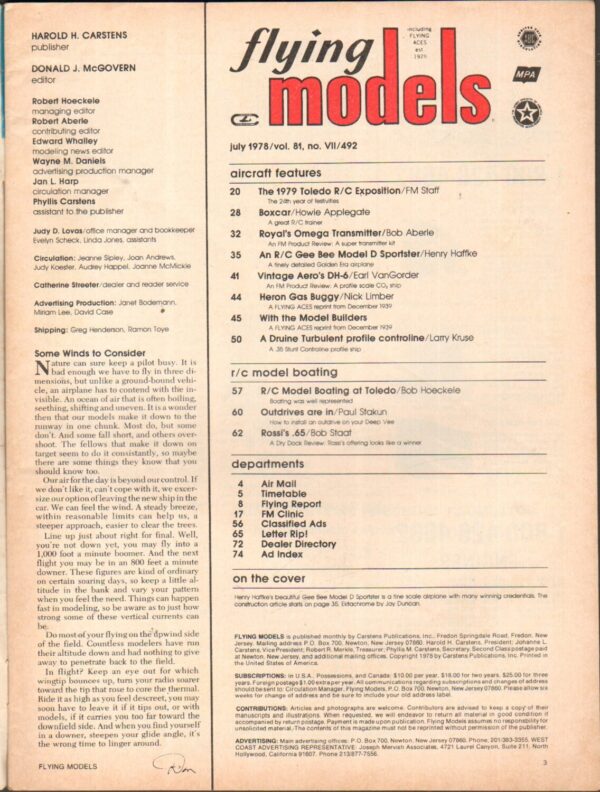 HAROLD H. CARSTENS
publisher
DONALD J. McGOVERN
editor
Robert Hoeckele
managing editor
Robert Aberle
contributing editor
Edward Whalley
modeling news editor
Wayne M. Daniels
advertising production manager
Jan L. Harp
circulation manager
Phyllis Carstens
assistant to the publisher
Judy D. Lovas/office manager and bookkeeper
Evelyn Scheck, Linda Jones, assistants
Circulation: Jeanne Sipley, Joan Andrews,
Judy Koester, Audrey Happel, Joanne McMickle
Catherine Streeter/dealer and reader service
Advertising Production: Janet Bodemann,
Miriam Lee, David Case
Shipping: Greg Henderson, Ramon Toye
Some Winds to Consider
Nature can sure keep a pilot busy. It is
bad enough we have to fly in three di-
mensions, but unlike a ground-bound vehi-
cle, an airplane has to contend with the in-
visible. An ocean of air that is often boiling,
seething, shifting and uneven. It is a wonder
then that our models make it down to the
runway in one chunk. Most do, but some
don't. And some fall short, and others over-
shoot. The fellows that make it down on
target seem to do it consistently, so maybe
there are some things they know that you
should know too.
Our air for the day is beyond our control. If
we don't like it, can't cope with it, we excer-
size our option of leaving the new ship in the
car. We can feel the wind. A steady breeze,
within reasonable limits can help us, a
steeper approach, easier to clear the trees.
Line up just about right for final. Well,
you're not down yet, you may fly into a
1,000 foot a minute boomer. And the next
flight you may be in an 800 feet a minute
downer. These figures are kind of ordinary
on certain soaring days, so keep a little al-
titude in the bank and vary your pattern
when you feel the need. Things can happen
fast in modeling, so be aware as to just how
strong some of these vertical currents can
be.
Do most of your flying on the upwind side
of the field. Countless modelers have run
their altitude down and had nothing to give
away to penetrate back to the field.
In flight? Keep an eye out for which
wingtip bounces up, turn your radio soarer
toward the tip that rose to core the thermal.
Ride it as high as you feel descreet, you may
soon have to leave it if it tips out, or with
models, if it carries you too far toward the
downfield side. And when you find yourself
in a downer, steepen your glide angle, it's
the wrong time to linger around.
Don
FLYING MODELS
flying
models
including
FLYING
ACES
est
1929
MPA
july 1978/vol. 81, no. VII/492
aircraft features
20 The 1979 Toledo R/C Exposition/FM Staff
The 24th year of festivities
28 Boxcar/Howie Applegate
A great R/C trainer
32 Royal's Omega Transmitter/Bob Aberle
An FM Product Review: A super transmitter kit
35 An R/C Gee Bee Model D Sportster/Henry Haffke
A finely detailed Golden Era airplane
41 Vintage Aero's DH-6/Earl VanGorder
An FM Product Review: A profile scale CO₂ ship
44 Heron Gas Buggy/Nick Limber
A FLYING ACES reprint from December 1939
45 With the Model Builders
A FLYING ACES reprint from December 1939
50 A Druine Turbulent profile controline/Larry Kruse
A .35 Stunt Controline profile ship
r/c model boating
57 R/C Model Boating at Toledo/Bob Hoeckele
Boating was well represented
60 Outdrives are in/Paul Stakun
How to install an outdrive on your Deep Vee
62 Rossi's .65/Bob Staat
A Dry Dock Review: Rossi's offering looks like a winner
departments
4 Air Mail
5 Timetable
8 Flying Report
17 FM Clinic
56 Classified Ads
65 Letter Rip!
72 Dealer Directory
74 Ad Index
on the cover
Henry Haffke's beautiful Gee Bee Model D Sportster is a fine scale airplane with many winning credentials. The
construction article starts on page 35. Extachrome by Jay Duncan.
FLYING MODELS is published monthly by Carstens Publications, Inc., Fredon Springdale Road, Fredon, New
Jersey. Mailing address P.O. Box 700, Newton, New Jersey 07860. Harold H. Carstens, President; Johanne L.
Carstens, Vice President; Robert R. Merkle, Treasurer; Phyllis M. Carstens, Secretary. Second Class postage paid
at Newton, New Jersey, and additional mailing offices. Copyright 1978 by Carstens Publications, Inc. Printed in
the United States of America.
SUBSCRIPTIONS: in U.S.A., Possessions, and Canada: $10.00 per year, $18.00 for two years, $25.00 for three
years. Foreign postage $1.00 extra per year. All communications regarding subscriptions and change of address
should be sent to: Circulation Manager, Flying Models, P.O. Box 700, Newton, New Jersey 07860. Please allow six
weeks for change of address and be sure to include your old address label.
CONTRIBUTIONS: Articles and photographs are welcome. Contributors are advised to keep a copy of their
manuscripts and illustrations. When requested, we will endeavor to return all material in good condition if
accompanied by return postage. Payment is made upon publication. Flying Models assumes no responsibility for
unsolicited material. The contents of this magazine must not be reprinted without permission of the publisher.
ADVERTISING: Main advertising offices: P.O. Box 700, Newton, New Jersey 07860. Phone: 201/383-3355. WEST
COAST ADVERTISING REPRESENTATIVE: Joseph Mervish Associates, 4721 Laurel Canyon, Suite 211, North
Hollywood, California 91607. Phone 213/877-7556.
3